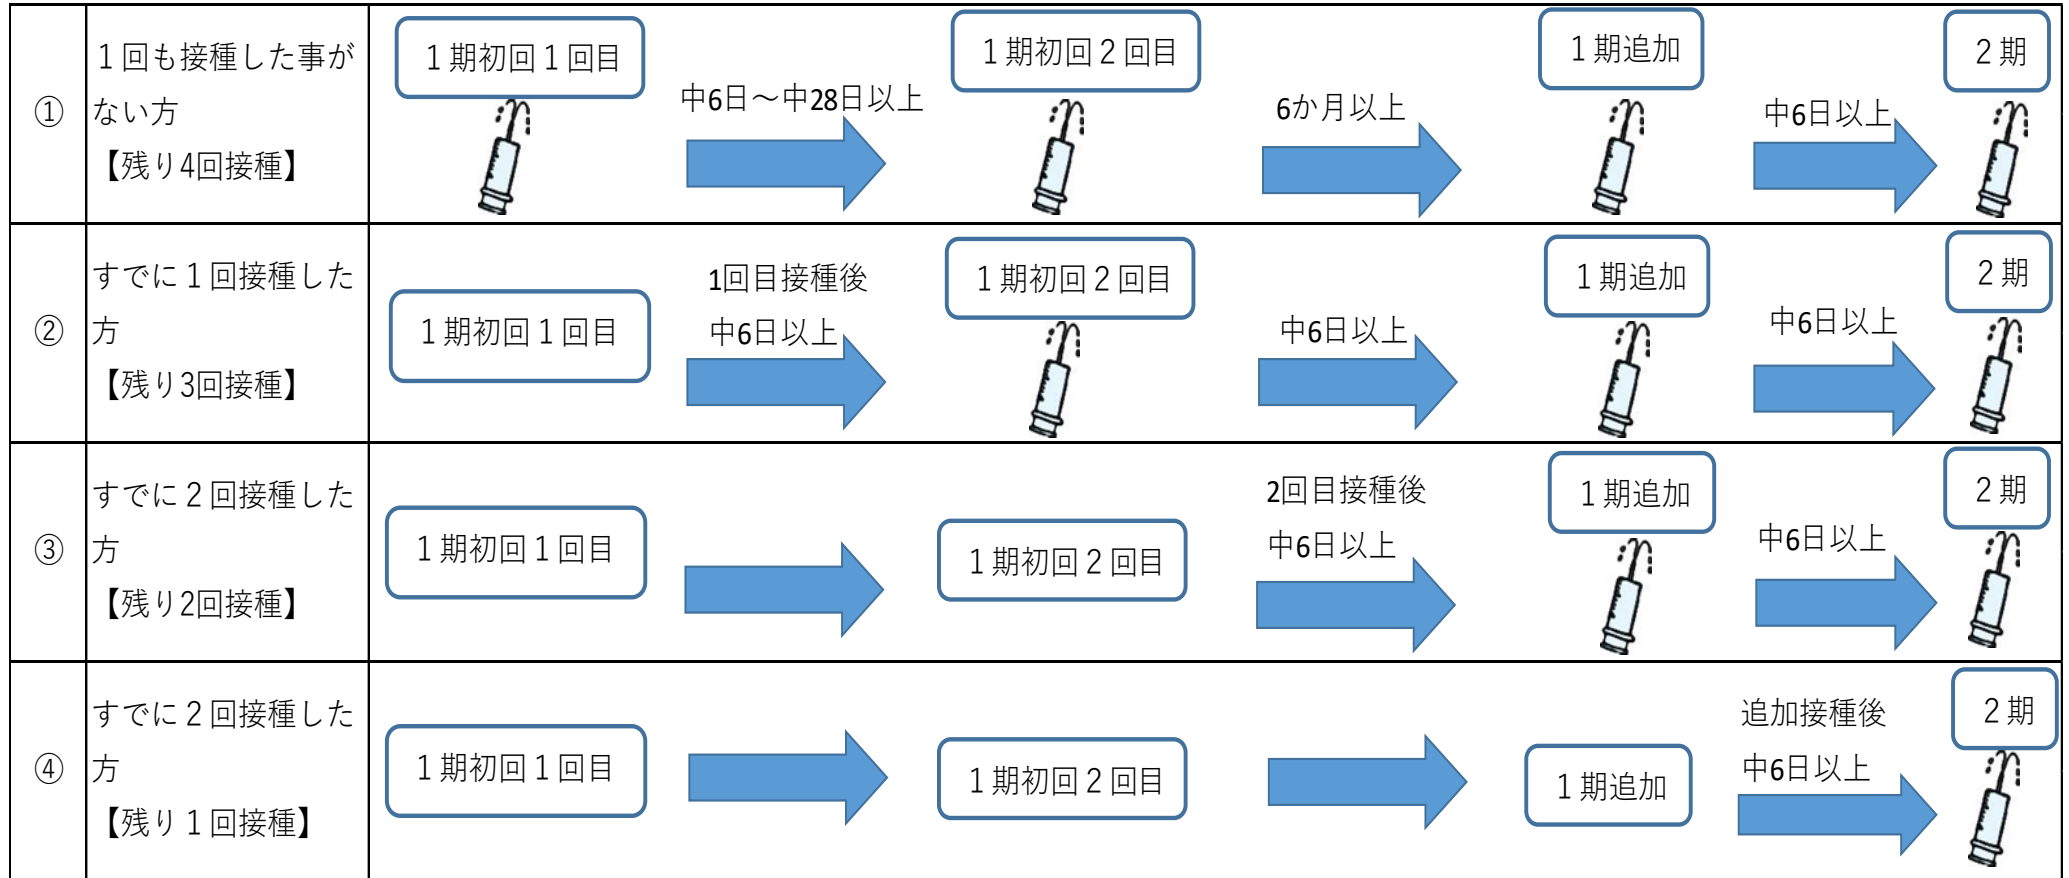 ①
１回も接種した事が
ない方
【残り4回接種】
１期初回１回目
中6日～中28日以上
１期初回２回目
6か月以上
１期追加
中6日以上
２期
②
すでに１回接種した
方
【残り3回接種】
１期初回１回目
1回目接種後
中6日以上
１期初回２回目
中6日以上
１期追加
中6日以上
２期
③
すでに２回接種した
方
【残り2回接種】
１期初回１回目
１期初回２回目
2回目接種後
中6日以上
１期追加
中6日以上
２期
④
すでに２回接種した
方
【残り１回接種】
１期初回１回目
１期初回２回目
１期追加
追加接種後
中6日以上
２期